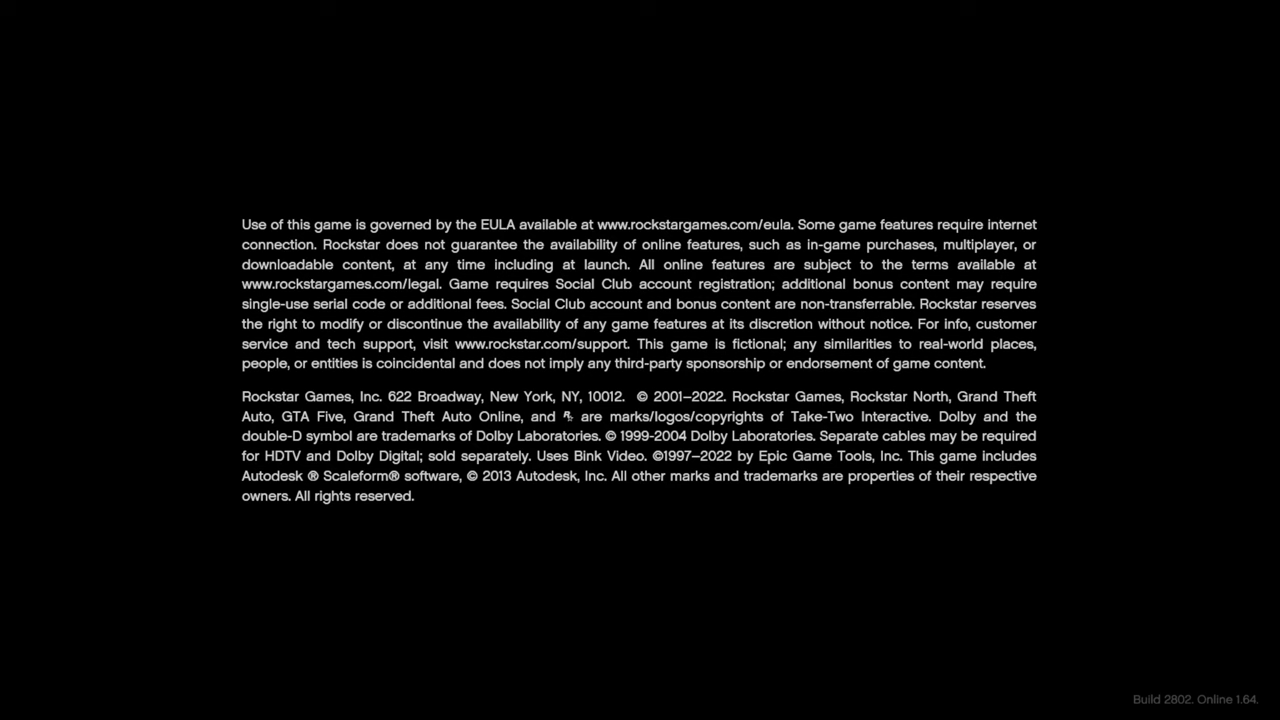 Use of this game is governed by the EULA available at www.rockstargames.com/eula. Some game features require internet
connection. Rockstar does not guarantee the availability of online features, such as in-game purchases, multiplayer, or
downloadable content, at any time including at launch. All online features are subject to the terms available at
www.rockstargames.com/legal. Game requires Social Club account registration; additional bonus content may require
single-use serial code or additional fees. Social Club account and bonus content are non-transferrable. Rockstar reserves
the right to modify or discontinue the availability of any game features at its discretion without notice. For info, customer
service and tech support, visit www.rockstar.com/support. This game is fictional; any similarities to real-world places,
people, or entities is coincidental and does not imply any third-party sponsorship or endorsement of game content.
Rockstar Games, Inc. 622 Broadway, New York, NY, 10012. © 2001–2022. Rockstar Games, Rockstar North, Grand Theft
Auto, GTA Five, Grand Theft Auto Online, and R* are marks/logos/copyrights of Take-Two Interactive. Dolby and the
double-D symbol are trademarks of Dolby Laboratories. © 1999-2004 Dolby Laboratories. Separate cables may be required
for HDTV and Dolby Digital; sold separately. Uses Bink Video. ©1997–2022 by Epic Game Tools, Inc. This game includes
Autodesk ® Scaleform® software, © 2013 Autodesk, Inc. All other marks and trademarks are properties of their respective
owners. All rights reserved.
Build 2802. Online 1.64.